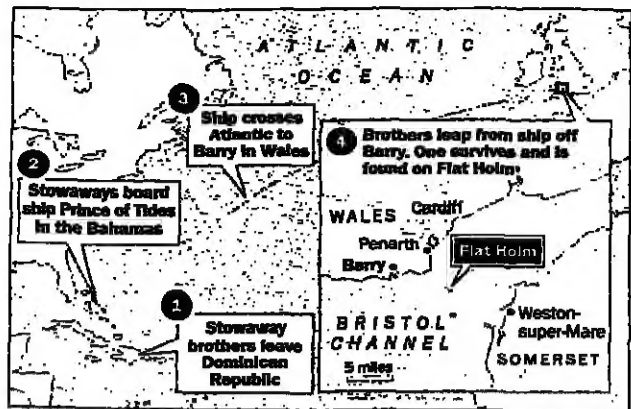 ATLANTIC
OCEAN
3
Ship crosses
Atlantic to
Barry in Wales
2
Stowaways board
ship Prince of Tides
in the Bahamas
1
Stowaway
brothers leave
Dominican
Republic
4
Brothers leap from ship off
Barry. One survives and is
found on Flat Holm
WALES
Cardiff
Penarth
Barry
Flat Holm
BRISTOL
CHANNEL
5 miles
Weston-
super-Mare
SOMERSET